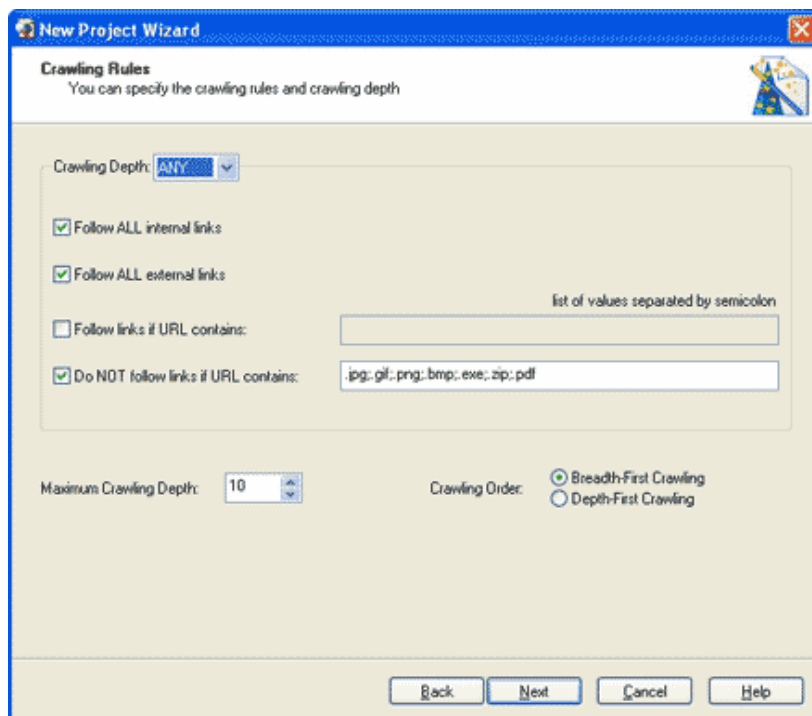 New Project Wizard
Crawling Rules
You can specify the crawling rules and crawling depth
Crawling Depth: ANY
Follow ALL internal links
Follow ALL external links
list of values separated by semicolon
Follow links if URL contains:
Do NOT follow links if URL contains: .jpg;.gif;.png;.bmp;.exe;.zip;.pdf
Maximum Crawling Depth: 10 Crawling Order: Breadth-First Crawling
Depth-First Crawling
Back Next Cancel Help